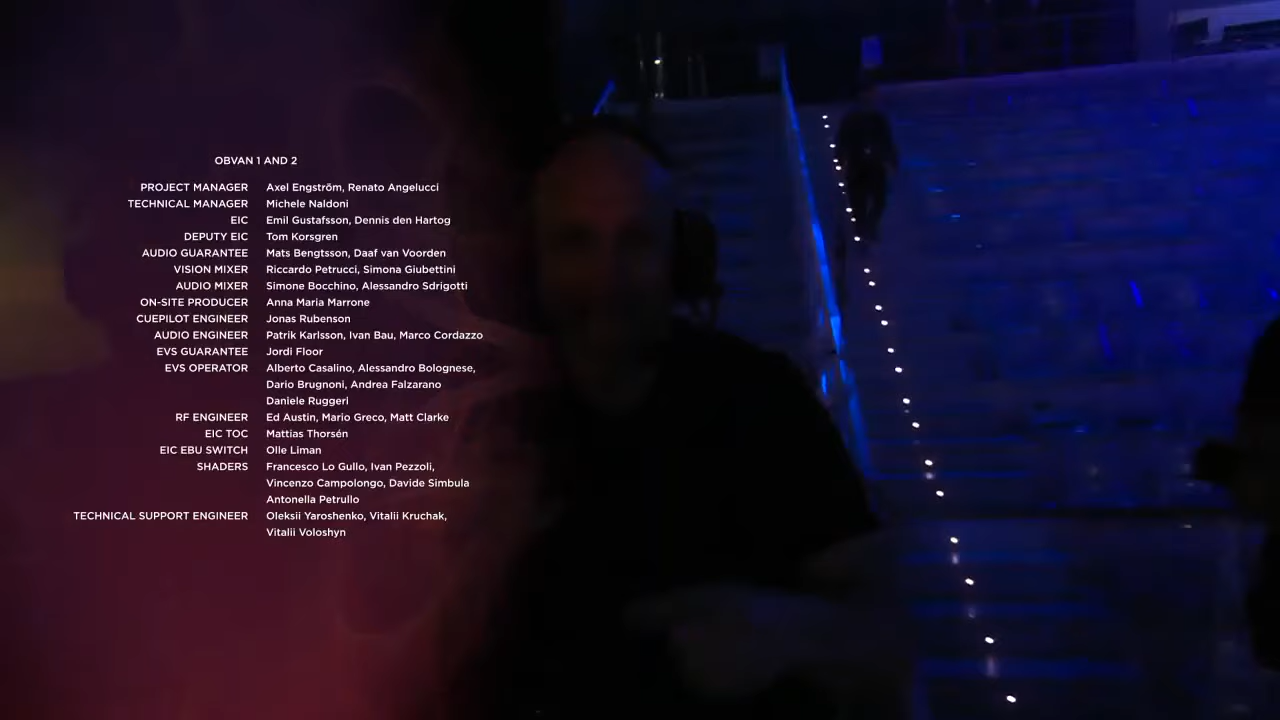 OBVAN 1 AND 2
PROJECT MANAGER Axel Engström, Renato Angelucci
TECHNICAL MANAGER Michele Naldoni
EIC Emil Gustafsson, Dennis den Hartog
DEPUTY EIC Tom Korsgren
AUDIO GUARANTEE Mats Bengtsson, Daaf van Voorden
VISION MIXER Riccardo Petrucci, Simona Giubettini
AUDIO MIXER Simone Bocchino, Alessandro Sdrigotti
ON-SITE PRODUCER Anna Maria Marrone
CUEPILOT ENGINEER Jonas Rubenson
AUDIO ENGINEER Patrik Karlsson, Ivan Bau, Marco Cordazzo
EVS GUARANTEE Jordi Floor
EVS OPERATOR Alberto Casalino, Alessandro Bolognese,
Dario Brugnoni, Andrea Falzarano
Daniele Ruggeri
RF ENGINEER Ed Austin, Mario Greco, Matt Clarke
EIC TOC Mattias Thorsén
EIC EBU SWITCH Olle Liman
SHADERS Francesco Lo Gullo, Ivan Pezzoli,
Vincenzo Campolongo, Davide Simbula
Antonella Petrullo
TECHNICAL SUPPORT ENGINEER Oleksii Yaroshenko, Vitalii Kruchak,
Vitalii Voloshyn